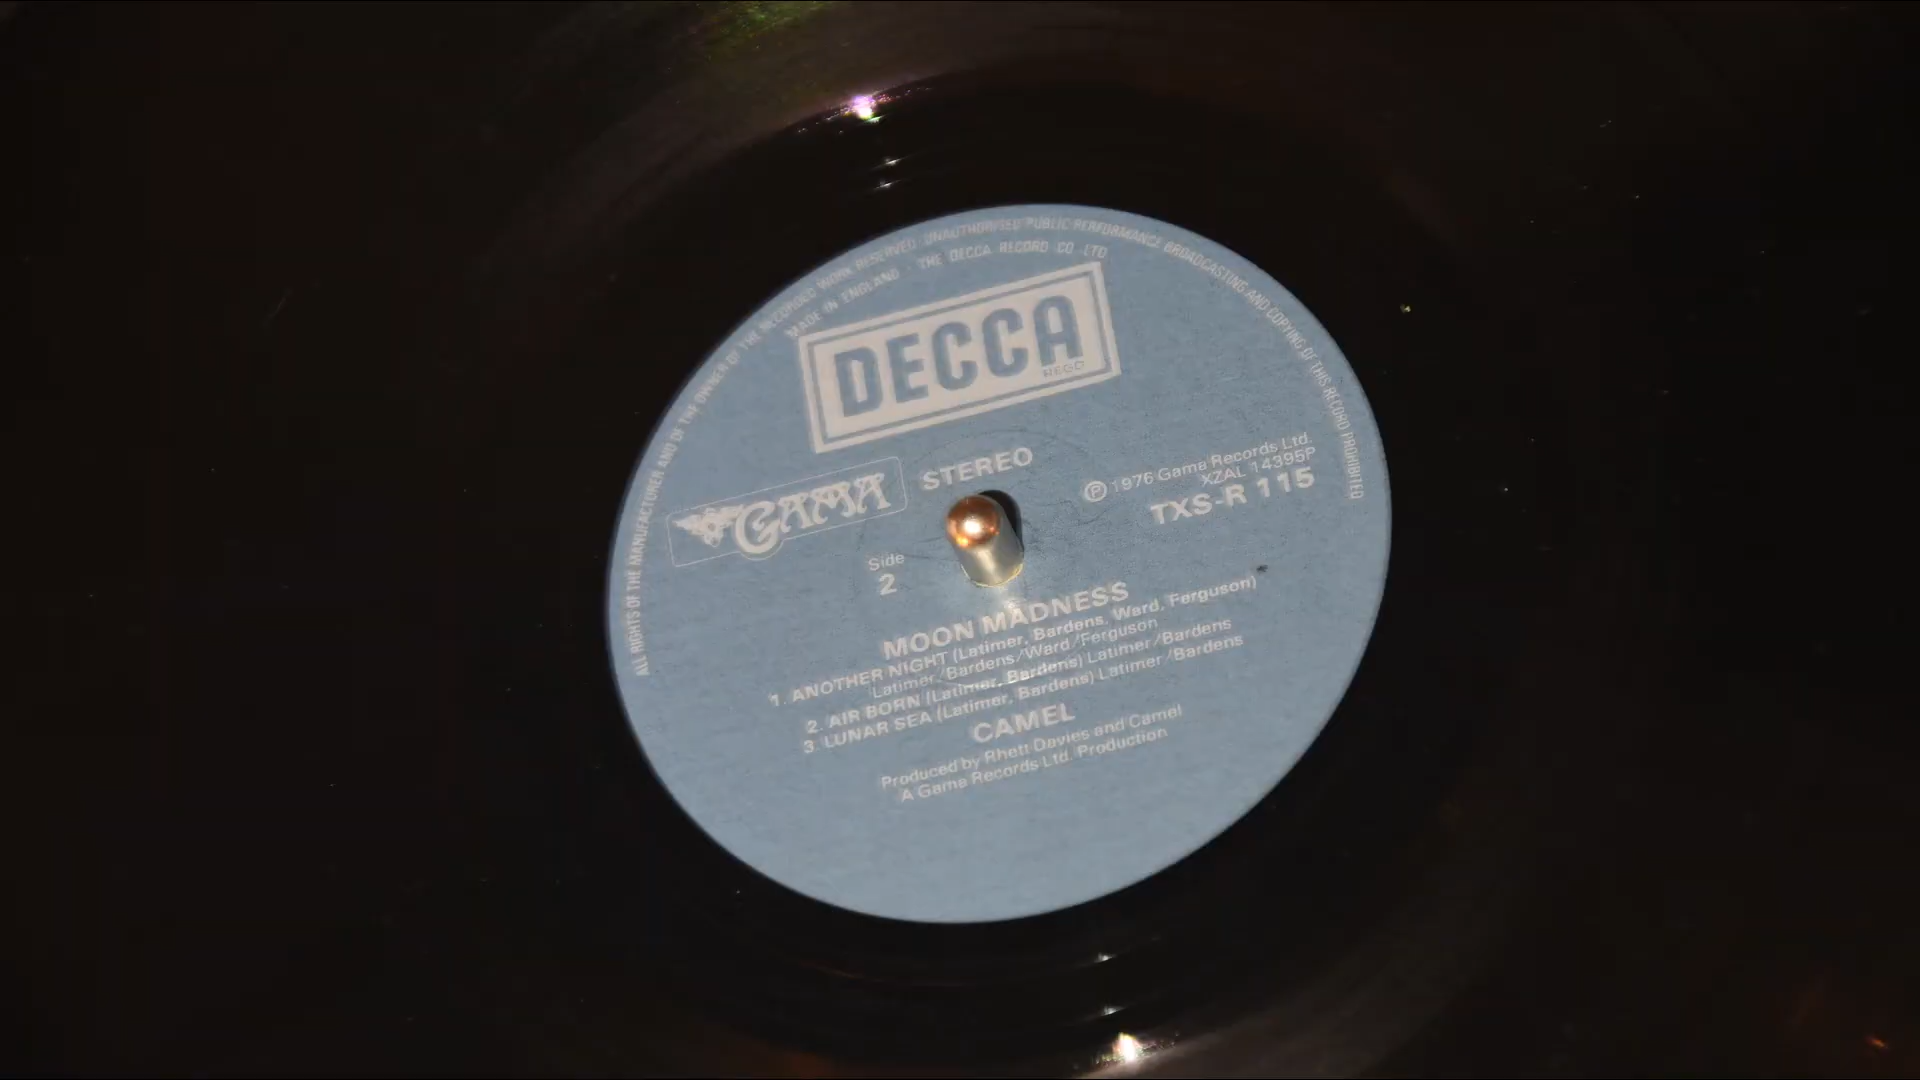 ALL RIGHTS OF THE MANUFACTURER AND OF THE OWNER OF THE RECORDED WORK RESERVED · UNAUTHORISED PUBLIC PERFORMANCE BROADCASTING AND COPYING OF THIS RECORD PROHIBITED
MADE IN ENGLAND · THE DECCA RECORD CO LTD
DECCA
REGD
GAMA
STEREO
Ⓟ 1976 Gama Records Ltd.
XZAL 14395P
TXS-R 115
Side
2
MOON MADNESS
1. ANOTHER NIGHT (Latimer, Bardens, Ward, Ferguson)
Latimer/Bardens/Ward/Ferguson
2. AIR BORN (Latimer, Bardens) Latimer/Bardens
3. LUNAR SEA (Latimer, Bardens) Latimer/Bardens
CAMEL
Produced by Rhett Davies and Camel
A Gama Records Ltd. Production